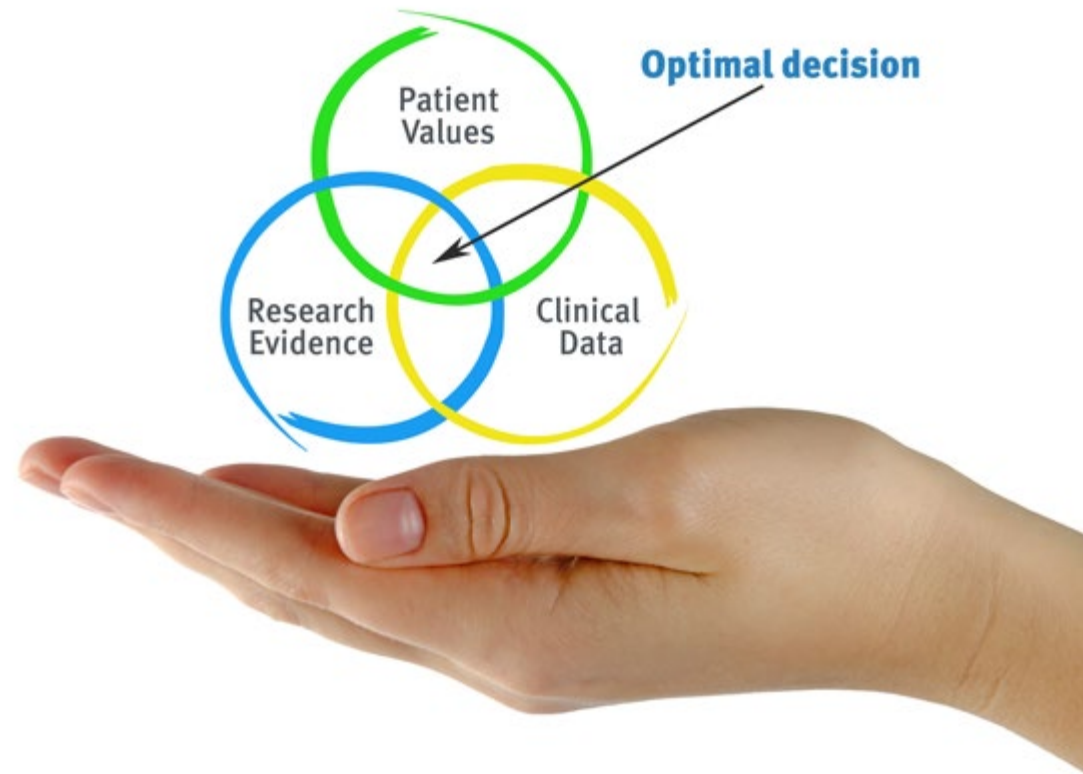 Optimal decision
Patient
Values
Research
Evidence
Clinical
Data